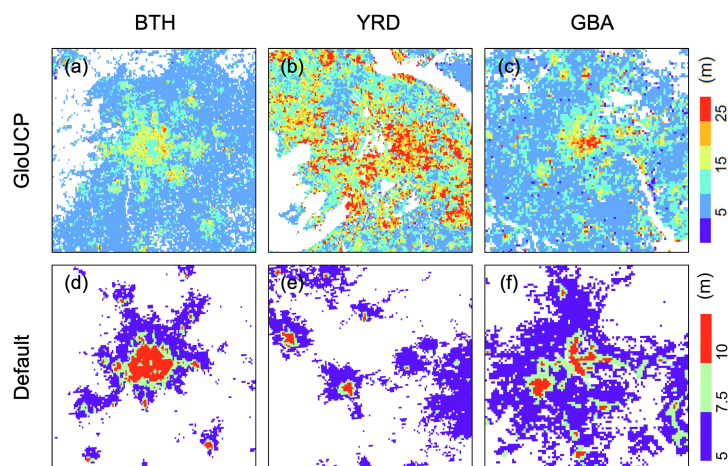 BTH YRD GBA
GloUCP
(a) (b) (c) (m)
25
15
5
Default
(d) (e) (f) (m)
10
7.5
5